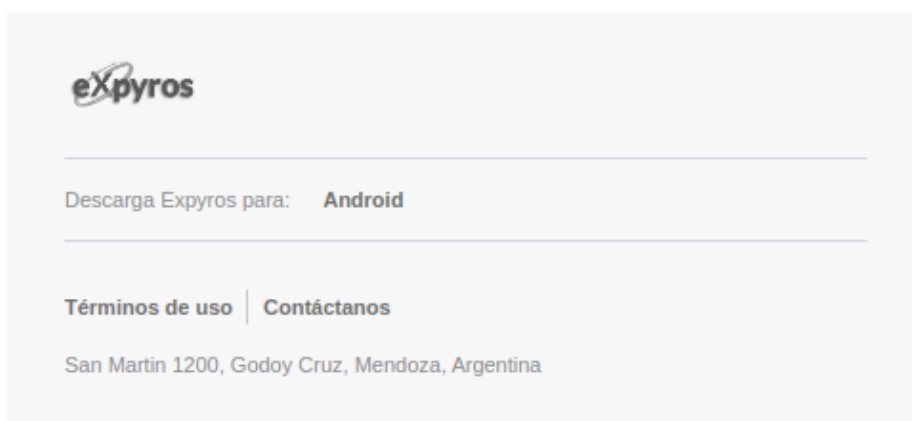 eXpyros
Descarga Expyros para: Android
Términos de uso Contáctanos
San Martin 1200, Godoy Cruz, Mendoza, Argentina